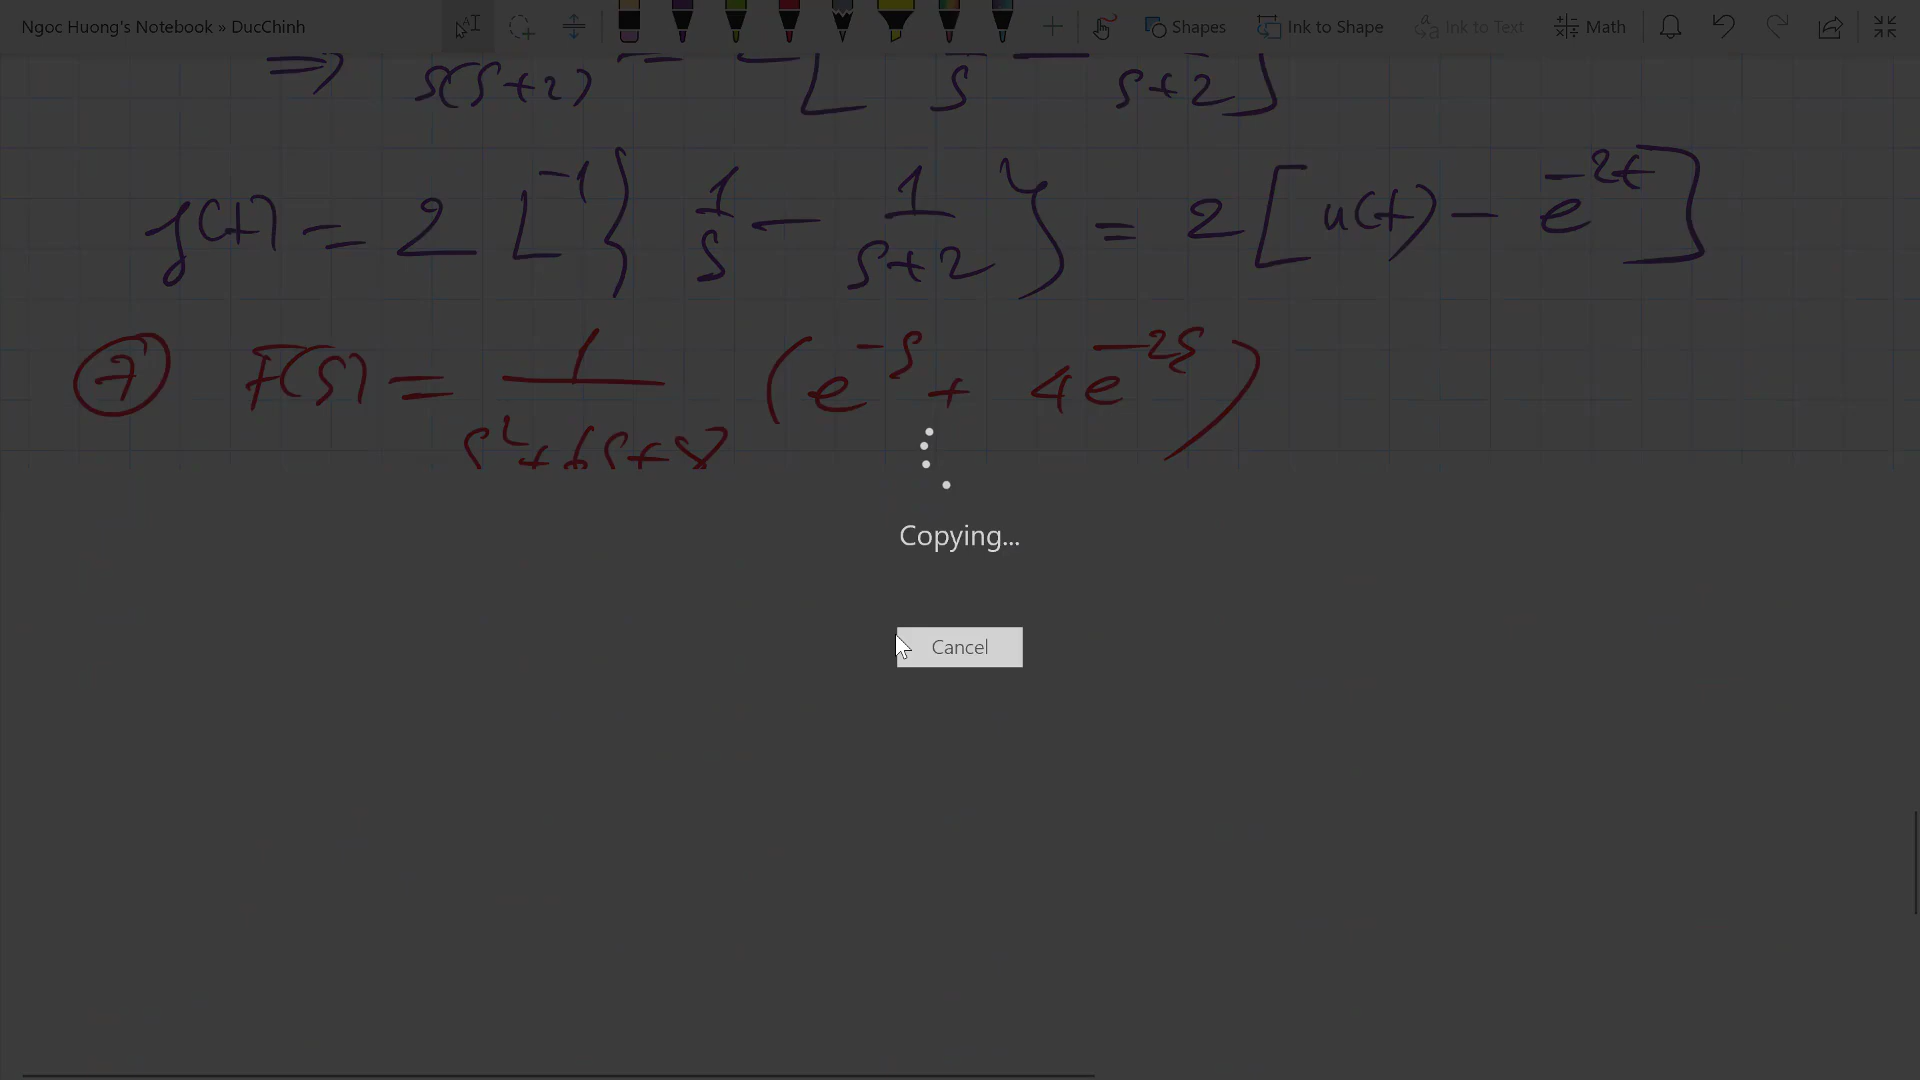 Ngoc Huong's Notebook » DucChinh
Shapes Ink to Shape Ink to Text Math
⇒ s(s+2) = [ s − s+2 ]
f(t) = 2 L^-1 { 1/s − 1/(s+2) } = 2 [ u(t) − e^-2t ]
⑦ F(s) = 1/(s²+6s+8) (e^-s + 4e^-2s)
Copying...
Cancel